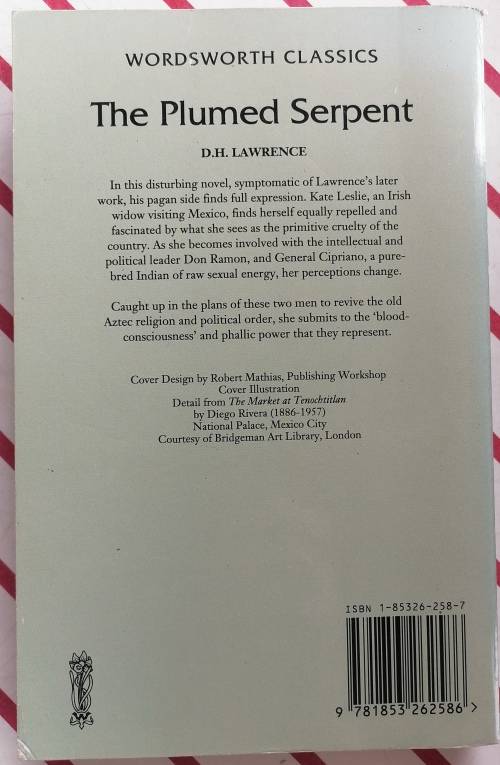 WORDSWORTH CLASSICS
The Plumed Serpent
D.H. LAWRENCE
In this disturbing novel, symptomatic of Lawrence's later
work, his pagan side finds full expression. Kate Leslie, an Irish
widow visiting Mexico, finds herself equally repelled and
fascinated by what she sees as the primitive cruelty of the
country. As she becomes involved with the intellectual and
political leader Don Ramon, and General Cipriano, a pure-
bred Indian of raw sexual energy, her perceptions change.
Caught up in the plans of these two men to revive the old
Aztec religion and political order, she submits to the 'blood-
consciousness' and phallic power that they represent.
Cover Design by Robert Mathias, Publishing Workshop
Cover Illustration
Detail from The Market at Tenochtitlan
by Diego Rivera (1886-1957)
National Palace, Mexico City
Courtesy of Bridgeman Art Library, London
ISBN 1-85326-258-7
9 781853 262586 >
W